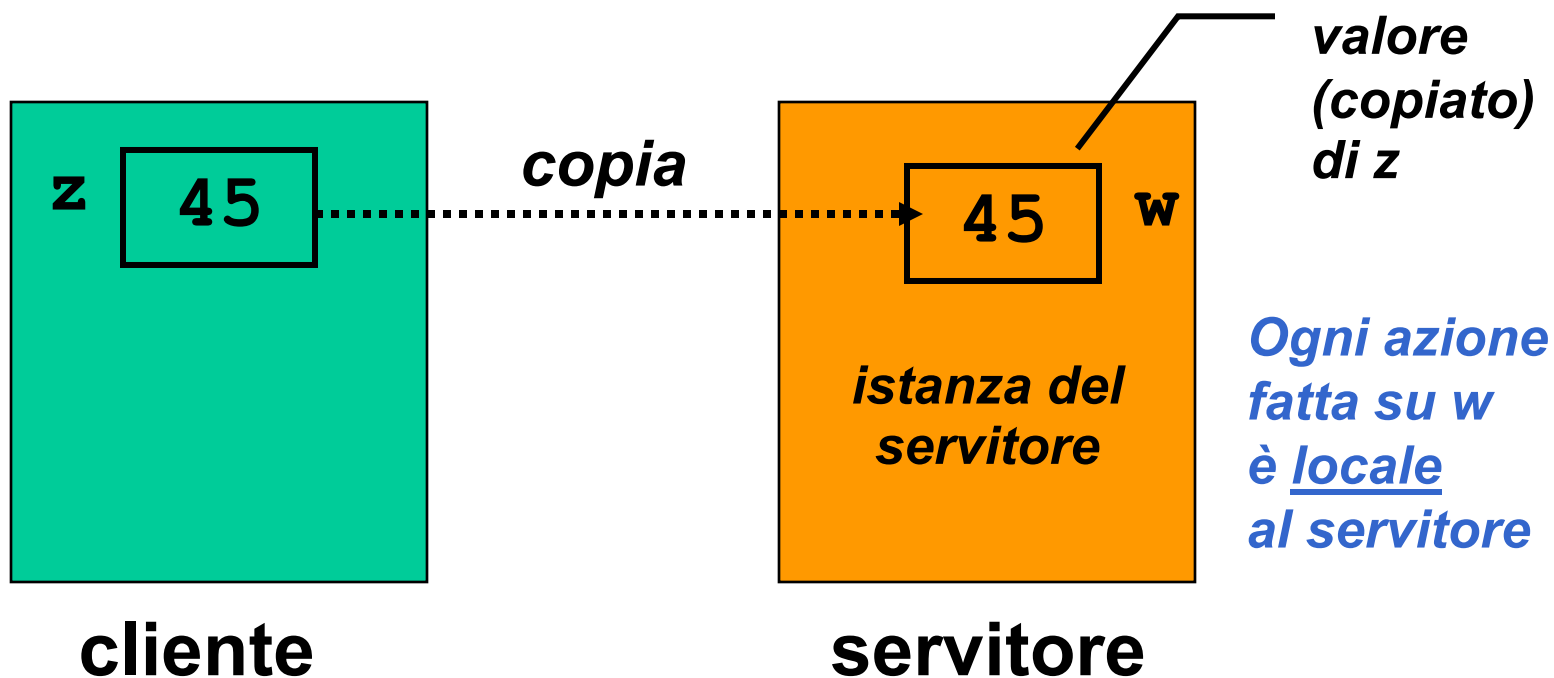 valore
(copiato)
di z
copia
z
45
45
w
istanza del
servitore
Ogni azione
fatta su w
è locale
al servitore
cliente
servitore